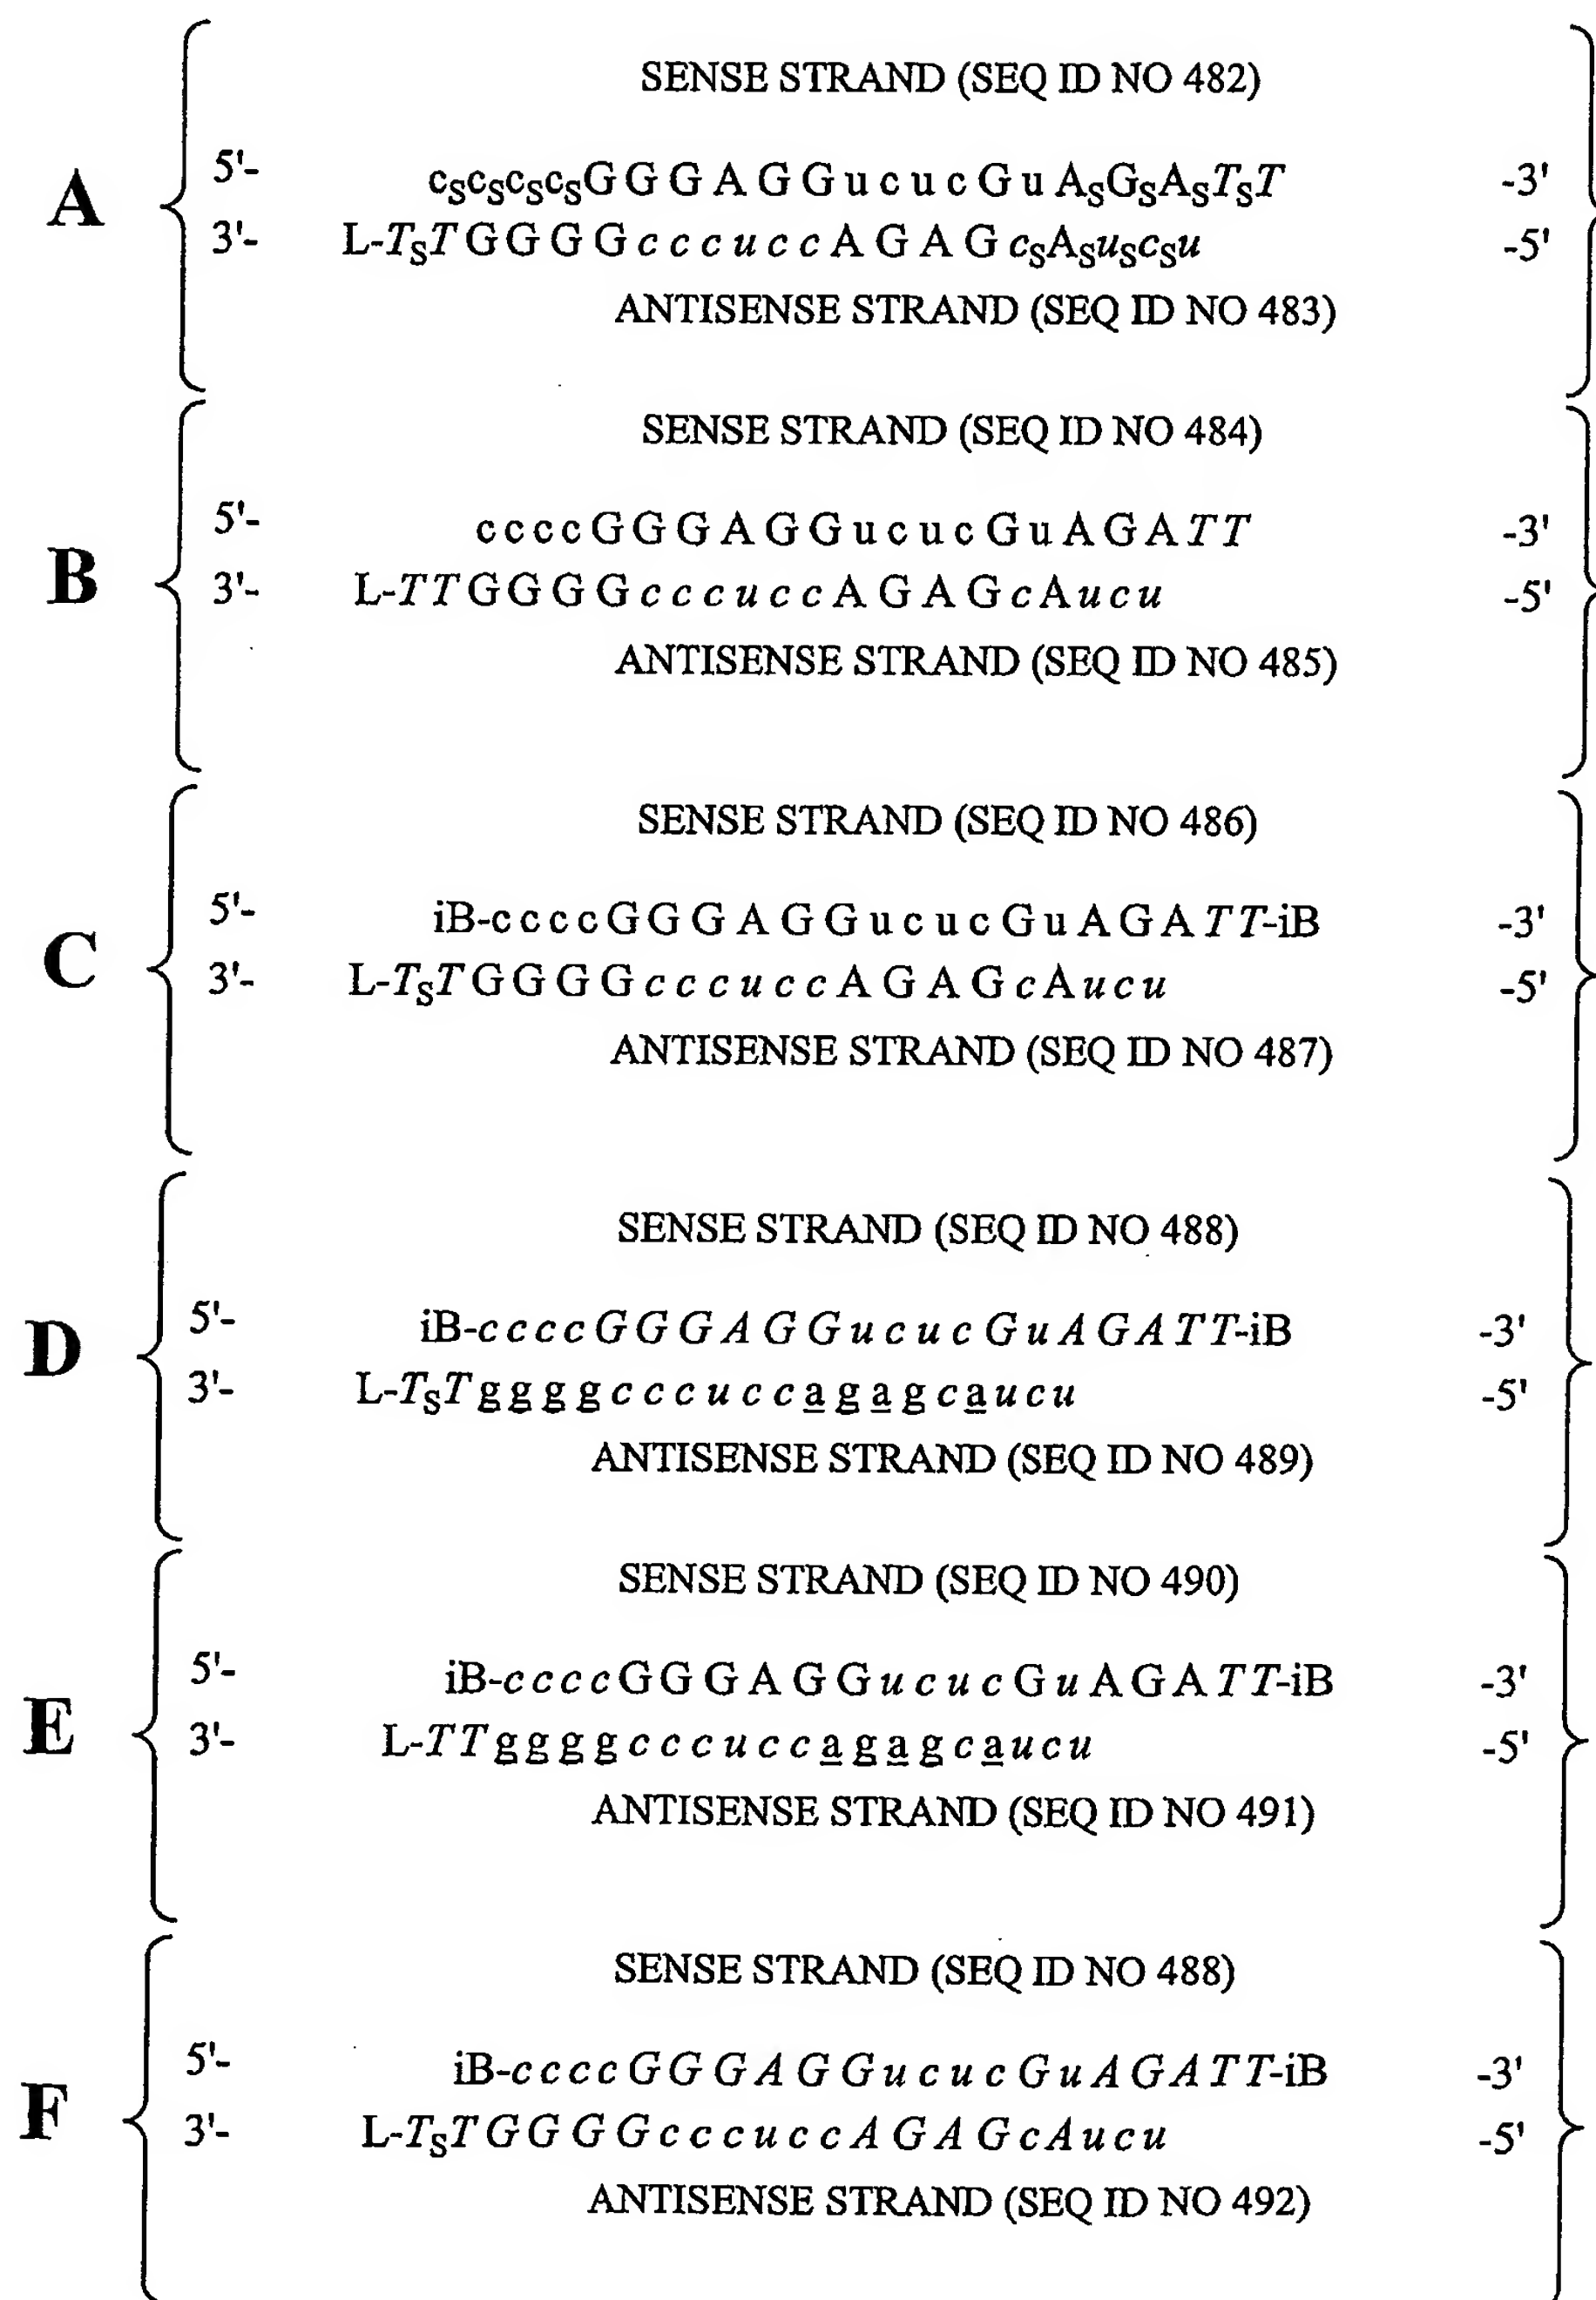 SENSE STRAND (SEQ ID NO 482)
A
5'- cScScScSGGGAGGucucGuASGSASTST -3'
3'- L-TSTGGGGcccuccAGAGcSASuScSu -5'
ANTISENSE STRAND (SEQ ID NO 483)
SENSE STRAND (SEQ ID NO 484)
B
5'- ccccGGGAGGucucGuAGATT -3'
3'- L-TTGGGGcccuccAGAGcAucu -5'
ANTISENSE STRAND (SEQ ID NO 485)
SENSE STRAND (SEQ ID NO 486)
C
5'- iB-ccccGGGAGGucucGuAGATT-iB -3'
3'- L-TSTGGGGcccuccAGAGcAucu -5'
ANTISENSE STRAND (SEQ ID NO 487)
SENSE STRAND (SEQ ID NO 488)
D
5'- iB-ccccGGGAGGucucGuAGATT-iB -3'
3'- L-TSTggggcccuccagagcaucu -5'
ANTISENSE STRAND (SEQ ID NO 489)
SENSE STRAND (SEQ ID NO 490)
E
5'- iB-ccccGGGAGGucucGuAGATT-iB -3'
3'- L-TTggggcccuccagagcaucu -5'
ANTISENSE STRAND (SEQ ID NO 491)
SENSE STRAND (SEQ ID NO 488)
F
5'- iB-ccccGGGAGGucucGuAGATT-iB -3'
3'- L-TSTGGGGcccuccAGAGcAucu -5'
ANTISENSE STRAND (SEQ ID NO 492)